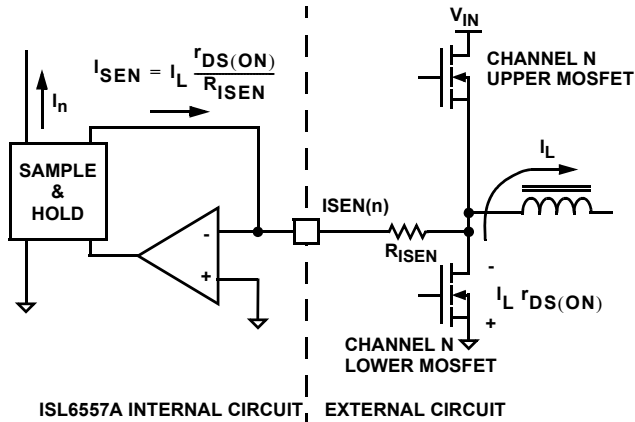 V_IN
CHANNEL N
UPPER MOSFET
I_SEN = I_L r_DS(ON) / R_ISEN
I_n
I_L
SAMPLE
&
HOLD
ISEN(n)
-
+
R_ISEN
-
I_L r_DS(ON)
+
CHANNEL N
LOWER MOSFET
ISL6557A INTERNAL CIRCUIT
EXTERNAL CIRCUIT